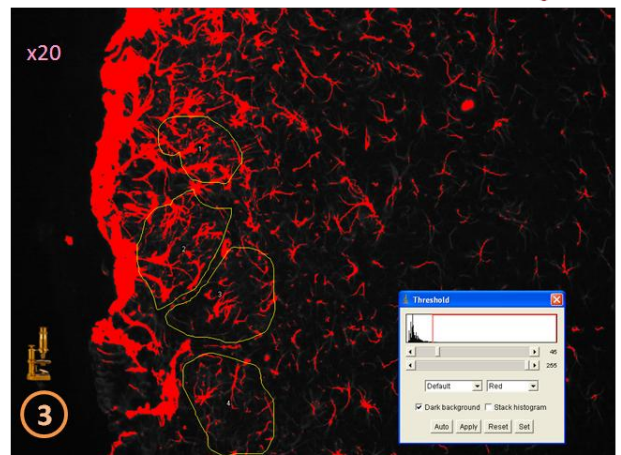 x20
1
2
3
4
Threshold
45
255
Default Red
Dark background Stack histogram
Auto Apply Reset Set
3